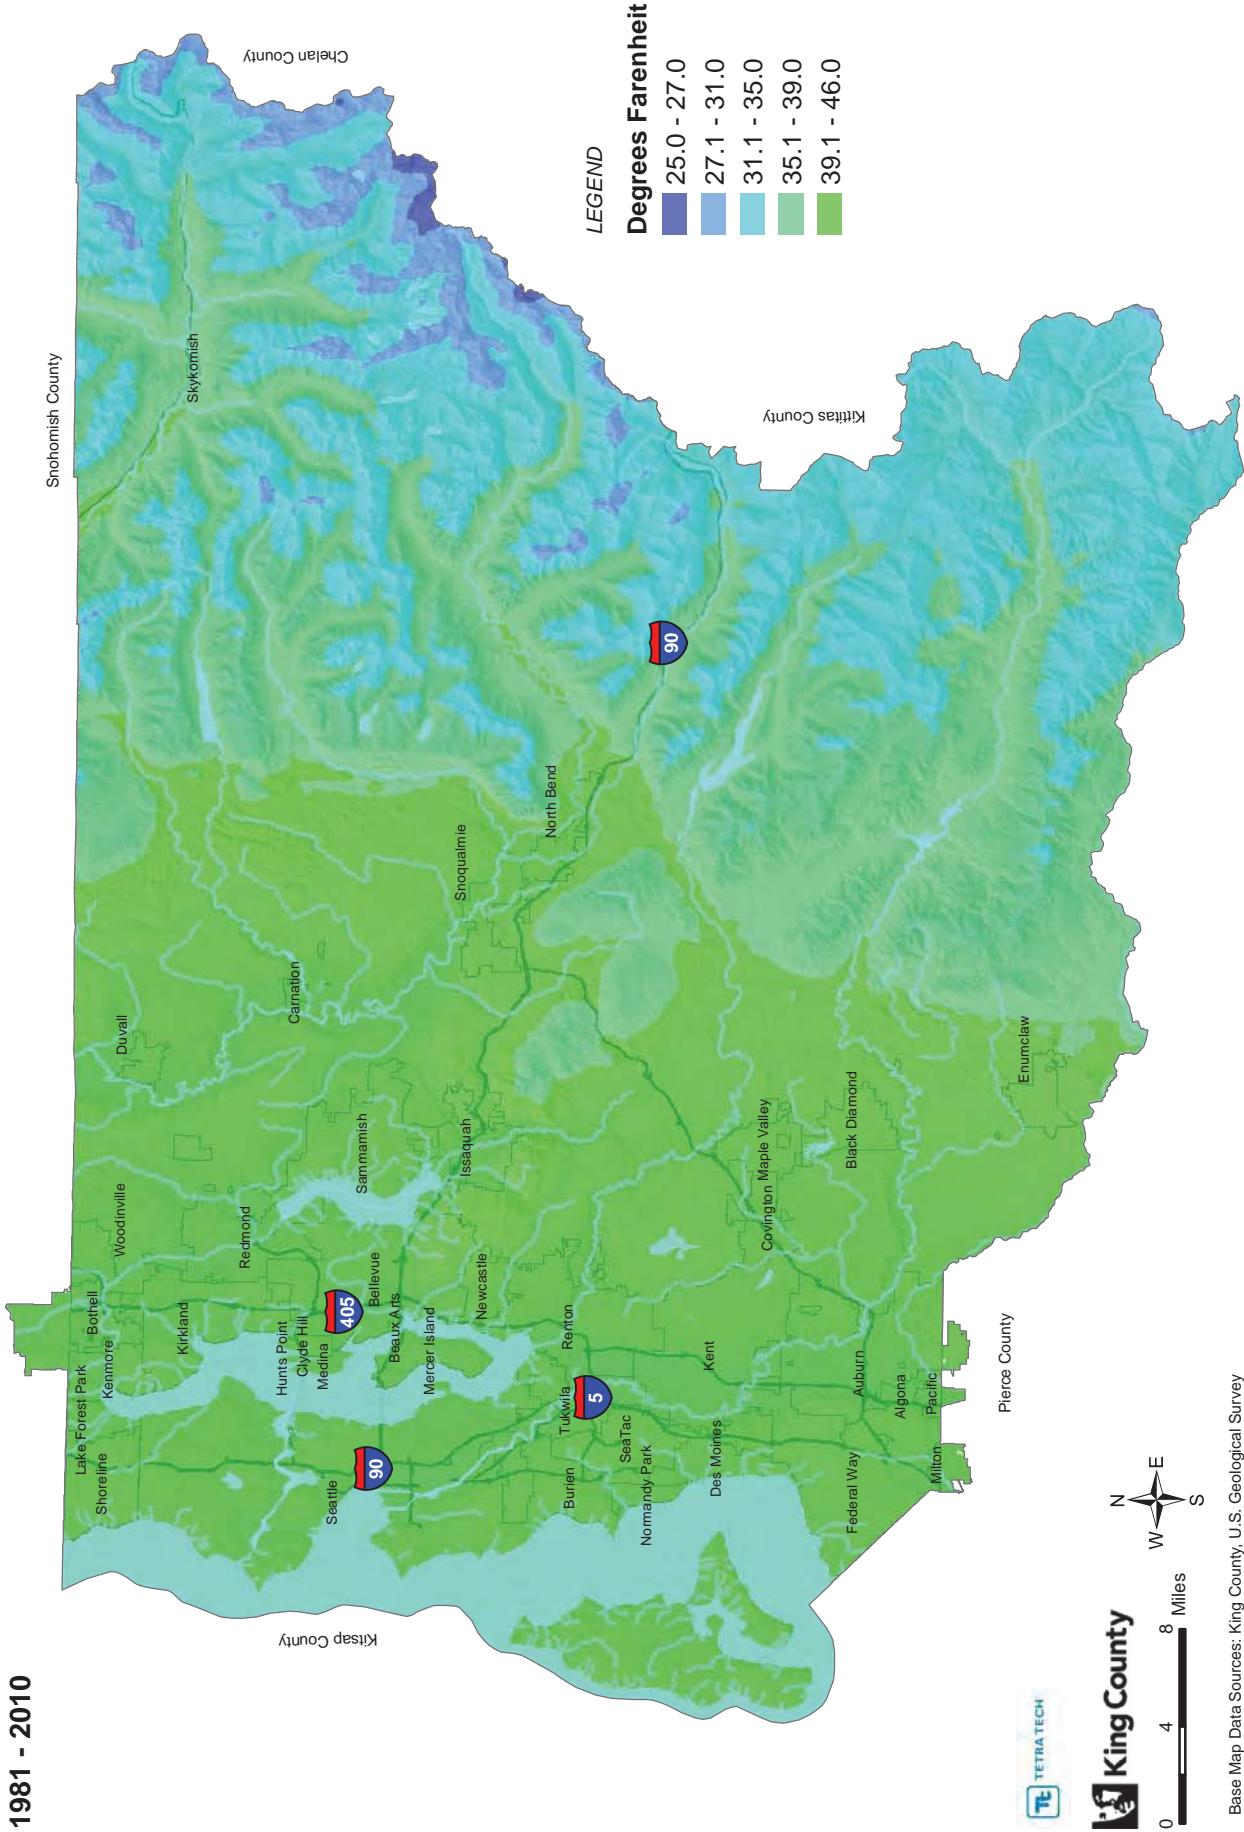 1981 - 2010
Snohomish County
Chelan County
Kittitas County
Pierce County
Kitsap County
Skykomish
Duvall
Carnation
Snoqualmie
North Bend
Woodinville
Redmond
Sammamish
Issaquah
Bothell
Kenmore
Lake Forest Park
Shoreline
Kirkland
Hunts Point
Clyde Hill
Medina
Bellevue
Beaux Arts
Mercer Island
Newcastle
Seattle
Renton
Tukwila
SeaTac
Burien
Normandy Park
Des Moines
Kent
Covington
Maple Valley
Black Diamond
Enumclaw
Auburn
Algona
Pacific
Federal Way
Milton
405
90
5
90
LEGEND
Degrees Farenheit
25.0 - 27.0
27.1 - 31.0
31.1 - 35.0
35.1 - 39.0
39.1 - 46.0
Tt TETRA TECH
King County
N
W E
S
0 4 8
Miles
Base Map Data Sources: King County, U.S. Geological Survey